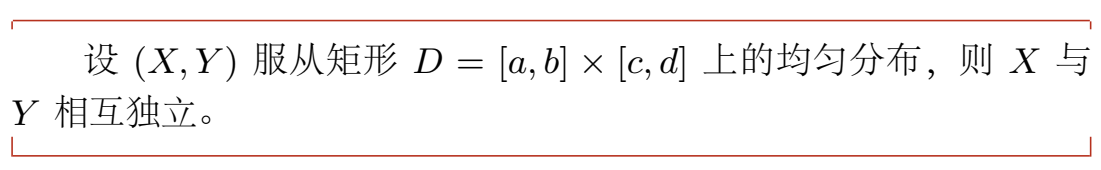 设 (X, Y) 服从矩形 D = [a, b] × [c, d] 上的均匀分布，则 X 与
Y 相互独立。